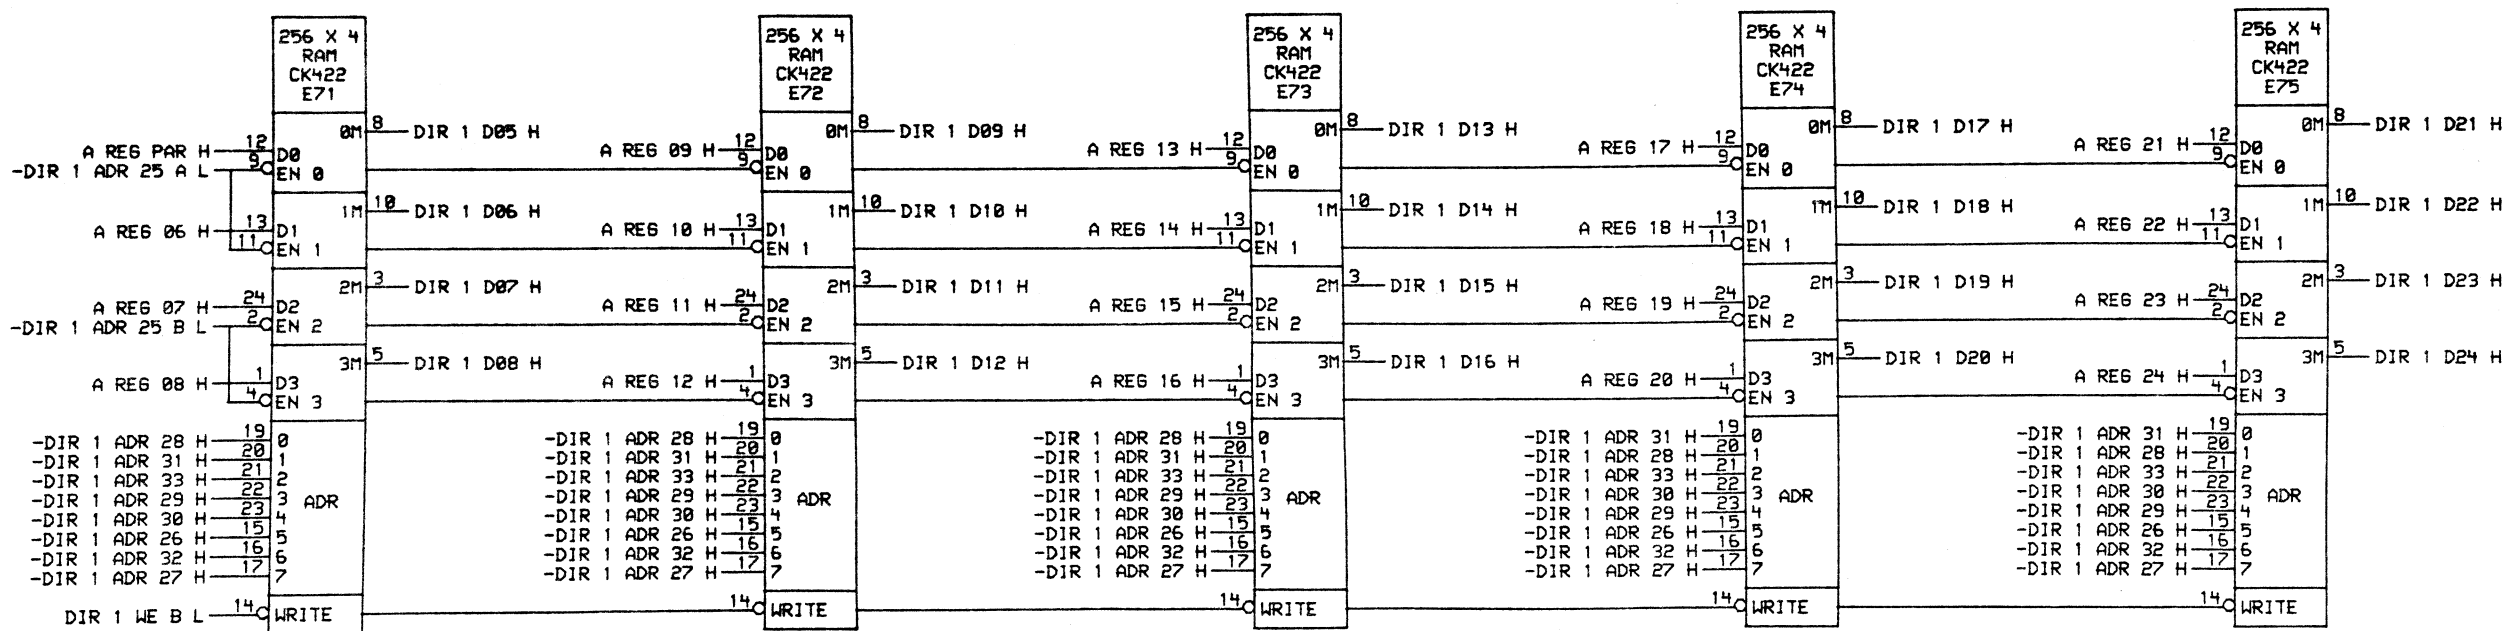 256 X 4
RAM
CK422
E71
A REG PAR H 12 D0 0M 8 DIR 1 D05 H
-DIR 1 ADR 25 A L 9 EN 0
A REG 06 H 13 D1 1M 10 DIR 1 D06 H
11 EN 1
A REG 07 H 24 D2 2M 3 DIR 1 D07 H
-DIR 1 ADR 25 B L 2 EN 2
A REG 08 H 1 D3 3M 5 DIR 1 D08 H
4 EN 3
-DIR 1 ADR 28 H 19 0
-DIR 1 ADR 31 H 20 1
-DIR 1 ADR 33 H 21 2
-DIR 1 ADR 29 H 22 3 ADR
-DIR 1 ADR 30 H 23 4
-DIR 1 ADR 26 H 15 5
-DIR 1 ADR 32 H 16 6
-DIR 1 ADR 27 H 17 7
DIR 1 WE B L 14 WRITE
256 X 4
RAM
CK422
E72
A REG 09 H 12 D0 0M 8 DIR 1 D09 H
9 EN 0
A REG 10 H 13 D1 1M 10 DIR 1 D10 H
11 EN 1
A REG 11 H 24 D2 2M 3 DIR 1 D11 H
2 EN 2
A REG 12 H 1 D3 3M 5 DIR 1 D12 H
4 EN 3
-DIR 1 ADR 28 H 19 0
-DIR 1 ADR 31 H 20 1
-DIR 1 ADR 33 H 21 2
-DIR 1 ADR 29 H 22 3 ADR
-DIR 1 ADR 30 H 23 4
-DIR 1 ADR 26 H 15 5
-DIR 1 ADR 32 H 16 6
-DIR 1 ADR 27 H 17 7
14 WRITE
256 X 4
RAM
CK422
E73
A REG 13 H 12 D0 0M 8 DIR 1 D13 H
9 EN 0
A REG 14 H 13 D1 1M 10 DIR 1 D14 H
11 EN 1
A REG 15 H 24 D2 2M 3 DIR 1 D15 H
2 EN 2
A REG 16 H 1 D3 3M 5 DIR 1 D16 H
4 EN 3
-DIR 1 ADR 28 H 19 0
-DIR 1 ADR 31 H 20 1
-DIR 1 ADR 33 H 21 2
-DIR 1 ADR 29 H 22 3 ADR
-DIR 1 ADR 30 H 23 4
-DIR 1 ADR 26 H 15 5
-DIR 1 ADR 32 H 16 6
-DIR 1 ADR 27 H 17 7
14 WRITE
256 X 4
RAM
CK422
E74
A REG 17 H 12 D0 0M 8 DIR 1 D17 H
9 EN 0
A REG 18 H 13 D1 1M 10 DIR 1 D18 H
11 EN 1
A REG 19 H 24 D2 2M 3 DIR 1 D19 H
2 EN 2
A REG 20 H 1 D3 3M 5 DIR 1 D20 H
4 EN 3
-DIR 1 ADR 31 H 19 0
-DIR 1 ADR 28 H 20 1
-DIR 1 ADR 33 H 21 2
-DIR 1 ADR 30 H 22 3 ADR
-DIR 1 ADR 29 H 23 4
-DIR 1 ADR 26 H 15 5
-DIR 1 ADR 32 H 16 6
-DIR 1 ADR 27 H 17 7
14 WRITE
256 X 4
RAM
CK422
E75
A REG 21 H 12 D0 0M 8 DIR 1 D21 H
9 EN 0
A REG 22 H 13 D1 1M 10 DIR 1 D22 H
11 EN 1
A REG 23 H 24 D2 2M 3 DIR 1 D23 H
2 EN 2
A REG 24 H 1 D3 3M 5 DIR 1 D24 H
4 EN 3
-DIR 1 ADR 31 H 19 0
-DIR 1 ADR 28 H 20 1
-DIR 1 ADR 33 H 21 2
-DIR 1 ADR 30 H 22 3 ADR
-DIR 1 ADR 29 H 23 4
-DIR 1 ADR 26 H 15 5
-DIR 1 ADR 32 H 16 6
-DIR 1 ADR 27 H 17 7
14 WRITE